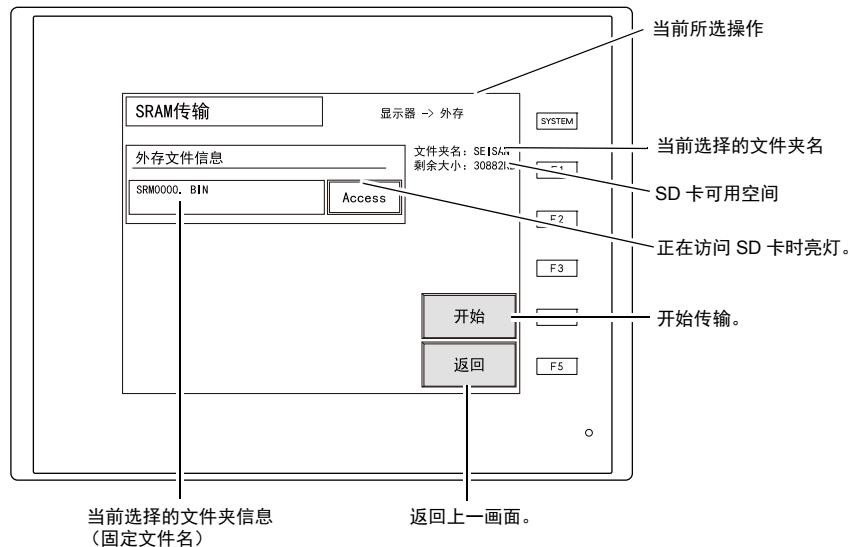 当前所选操作
SRAM传输
显示器 -> 外存
SYSTEM
文件夹名: SEISAN
当前选择的文件夹名
外存文件信息
剩余大小: 30882KB
F1
SD 卡可用空间
SRM0000. BIN
Access
F2
正在访问 SD 卡时亮灯。
F3
开始
开始传输。
返回
F5
当前选择的文件夹信息
(固定文件名)
返回上一画面。